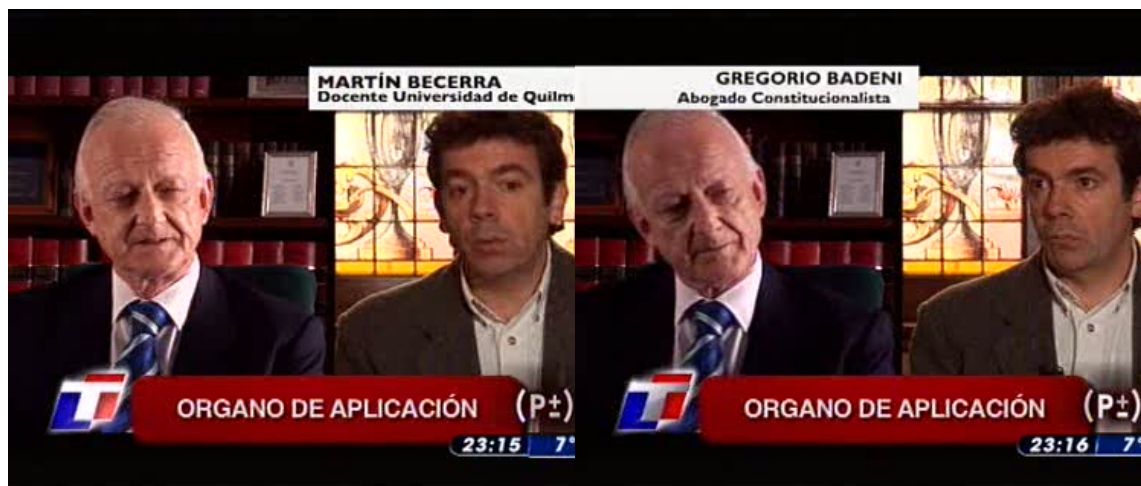 MARTÍN BECERRA
Docente Universidad de Quilm
ORGANO DE APLICACIÓN (P±)
23:15 7°
GREGORIO BADENI
Abogado Constitucionalista
ORGANO DE APLICACIÓN (P±)
23:16 7°